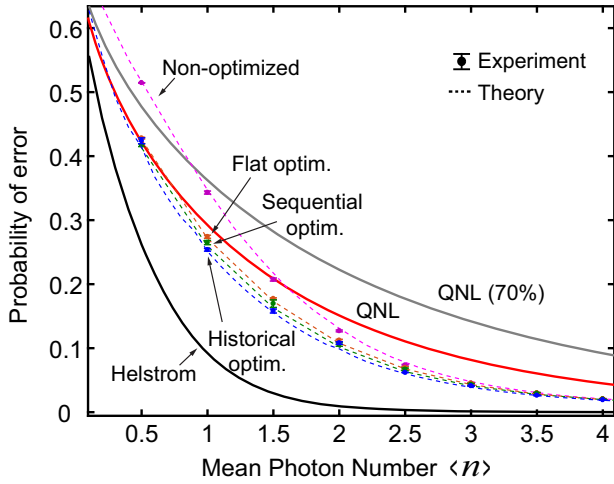 0.6
0.5
0.4
0.3
0.2
0.1
0
Probability of error
Non-optimized
Experiment
Theory
Flat optim.
Sequential
optim.
QNL (70%)
QNL
Historical
optim.
Helstrom
0.5 1 1.5 2 2.5 3 3.5 4
Mean Photon Number ⟨n⟩